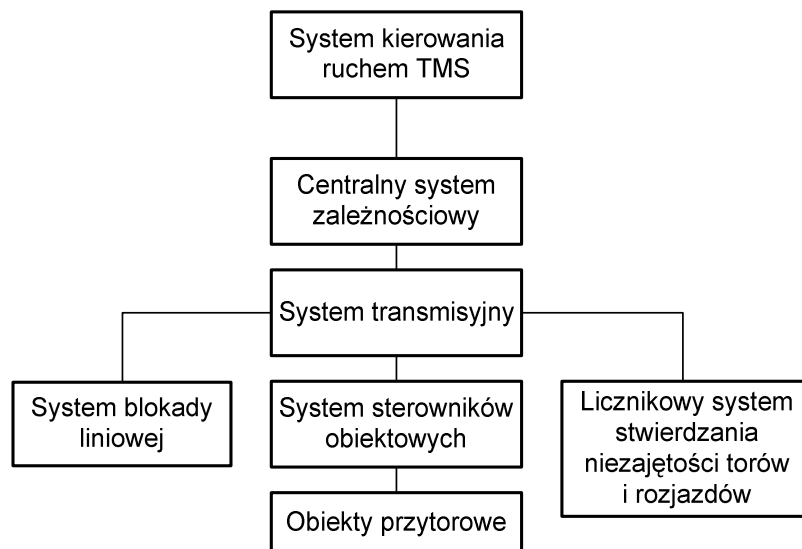 System kierowania
ruchem TMS
Centralny system
zależnościowy
System transmisyjny
System blokady
liniowej
System sterowników
obiektowych
Licznikowy system
stwierdzania
niezajętości torów
i rozjazdów
Obiekty przytorowe